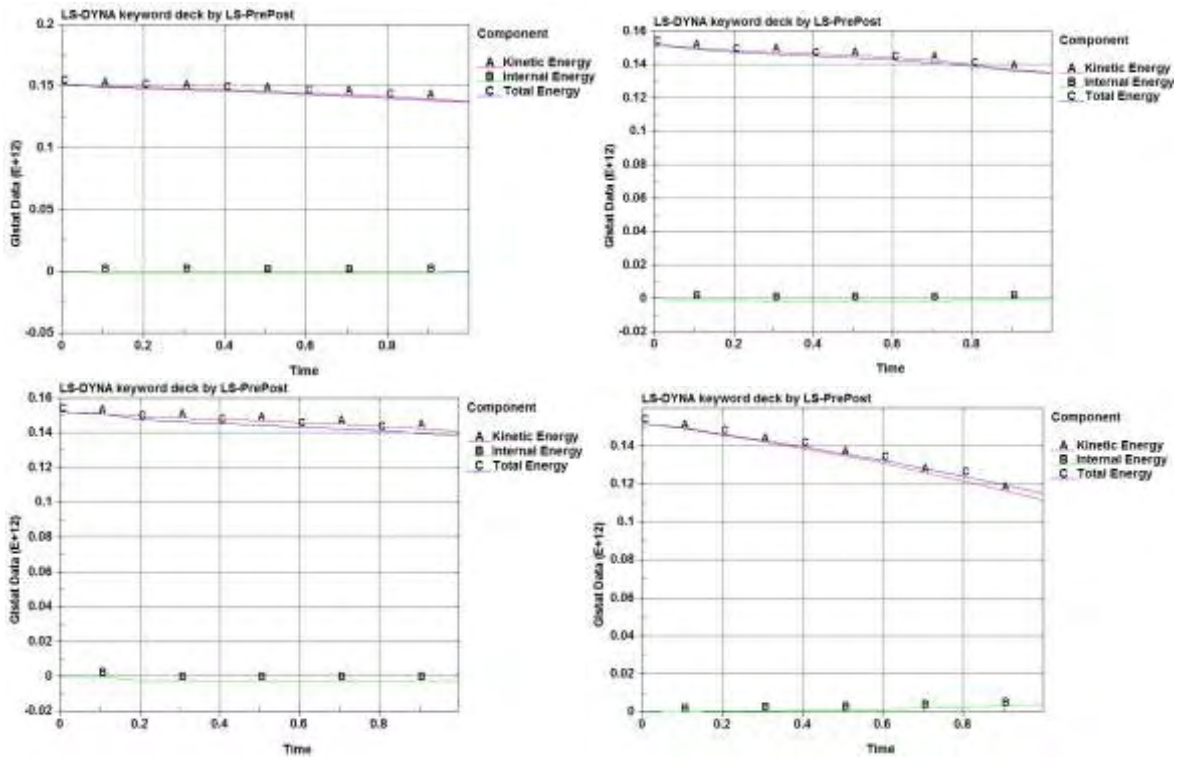 LS-DYNA keyword deck by LS-PrePost
Component
A Kinetic Energy
B Internal Energy
C Total Energy
Glstat Data (E+12)
0.2
0.15
0.1
0.05
0
-0.05
C A C A C A C A C A
B B B B B
0 0.2 0.4 0.6 0.8
Time
LS-DYNA keyword deck by LS-PrePost
Component
A Kinetic Energy
B Internal Energy
C Total Energy
Glstat Data (E+12)
0.16
0.14
0.12
0.1
0.08
0.06
0.04
0.02
0
-0.02
C A C A C A C A C A
B B B B B
0 0.2 0.4 0.6 0.8
Time
LS-DYNA keyword deck by LS-PrePost
Component
A Kinetic Energy
B Internal Energy
C Total Energy
Glstat Data (E+12)
0.16
0.14
0.12
0.1
0.08
0.06
0.04
0.02
0
-0.02
C A C A C A C A C A
B B B B B
0 0.2 0.4 0.6 0.8
Time
LS-DYNA keyword deck by LS-PrePost
Component
A Kinetic Energy
B Internal Energy
C Total Energy
Glstat Data (E+12)
0.14
0.12
0.1
0.08
0.06
0.04
0.02
0
C A C A C A C A C A
B B B B B
0 0.2 0.4 0.6 0.8
Time